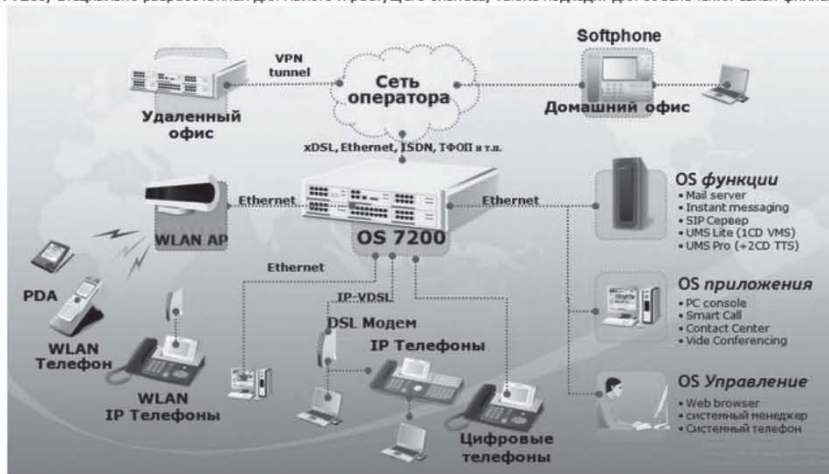 Softphone
VPN
tunnel
Сеть
оператора
Удаленный
офис
Домашний офис
xDSL, Ethernet, ISDN, ТФОП и т.п.
Ethernet
Ethernet
WLAN AP
OS 7200
OS функции
• Mail server
• Instant messaging
• SIP Сервер
• UMS Lite (1CD VMS)
• UMS Pro (+2CD TTS)
Ethernet
PDA
IP-VDSL
DSL Модем
IP Телефоны
OS приложения
• PC console
• Smart Call
• Contact Center
• Vide Conferencing
WLAN
Телефон
WLAN
IP Телефоны
Цифровые
телефоны
OS Управление
• Web browser
• системный менеджер
• Системный телефон